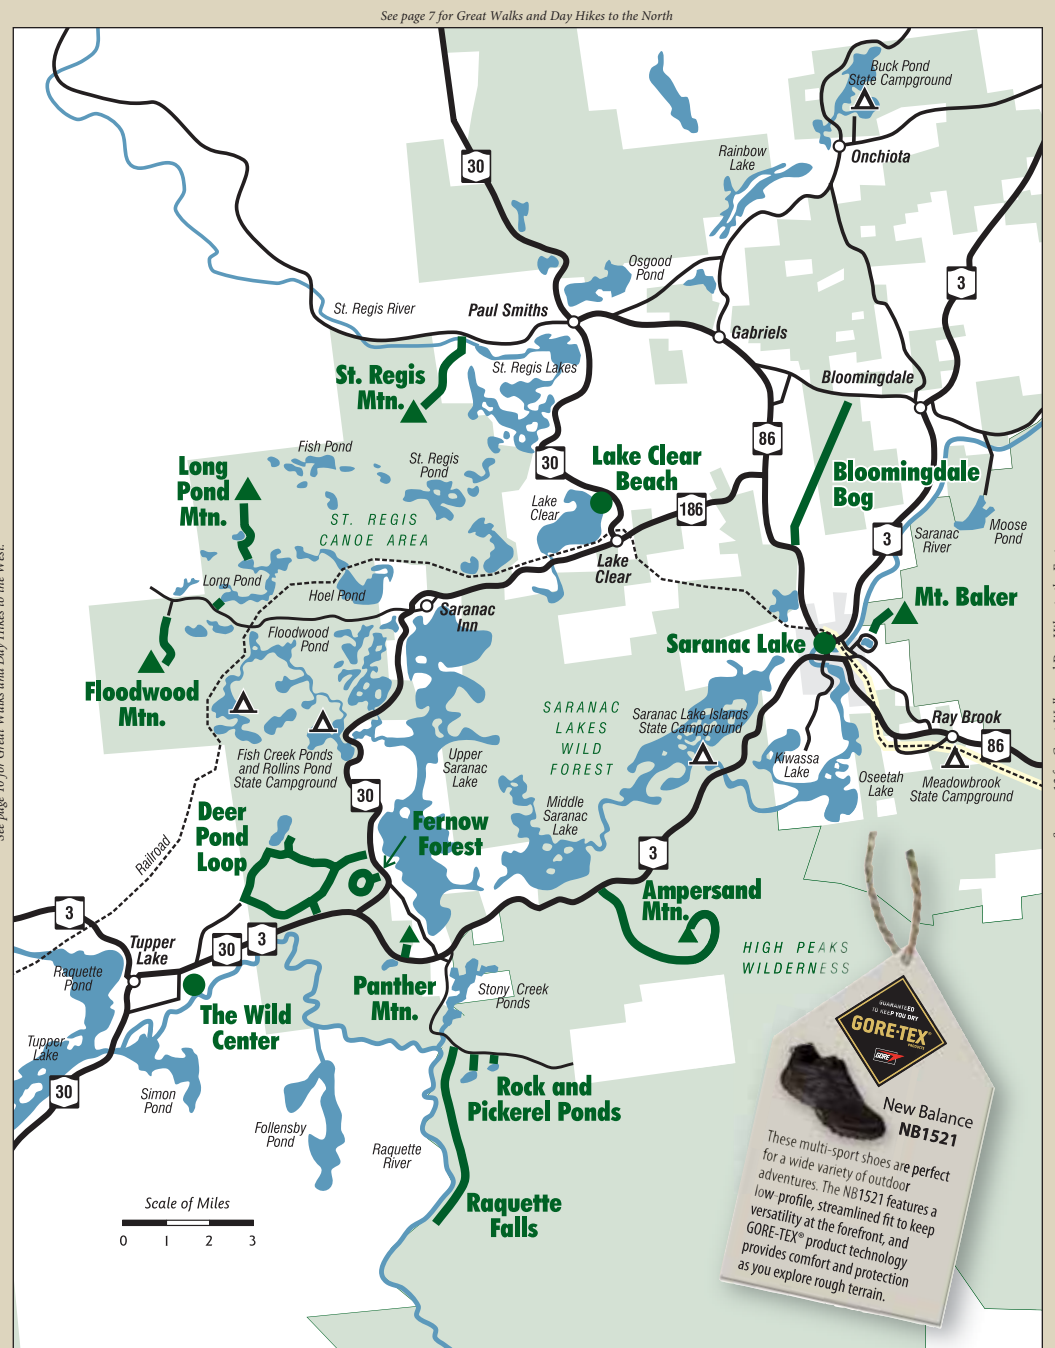 See page 7 for Great Walks and Day Hikes to the North
Buck Pond
State Campground
Onchiota
Rainbow
Lake
30
3
Osgood
Pond
St. Regis River
Paul Smiths
Gabriels
St. Regis Lakes
St. Regis
Mtn.
Bloomingdale
86
Fish Pond
St. Regis
Pond
30
Lake Clear
Beach
Long
Pond
Mtn.
Bloomingdale
Bog
Lake
Clear
186
ST. REGIS
CANOE AREA
Moose
Pond
3
Saranac
River
Lake
Clear
Long Pond
Hoel Pond
Saranac
Inn
Mt. Baker
Floodwood
Pond
Saranac Lake
Floodwood
Mtn.
SARANAC
LAKES
WILD
FOREST
Saranac Lake Islands
State Campground
Ray Brook
86
Fish Creek Ponds
and Rollins Pond
State Campground
Upper
Saranac
Lake
Kiwassa
Lake
Oseetah
Lake
Meadowbrook
State Campground
30
Middle
Saranac
Lake
Deer
Pond
Loop
Fernow
Forest
Railroad
3
Ampersand
Mtn.
3
Tupper
Lake
30
3
HIGH PEAKS
WILDERNESS
Raquette
Pond
Panther
Mtn.
Stony Creek
Ponds
The Wild
Center
Tupper
Lake
30
Simon
Pond
Rock and
Pickerel Ponds
Follensby
Pond
Raquette
River
Raquette
Falls
Scale of Miles
0 1 2 3
GUARANTEED
TO KEEP YOU DRY
GORE-TEX®
PRODUCTS
GORE
New Balance
NB1521
These multi-sport shoes are perfect
for a wide variety of outdoor
adventures. The NB1521 features a
low-profile, streamlined fit to keep
versatility at the forefront, and
GORE-TEX® product technology
provides comfort and protection
as you explore rough terrain.